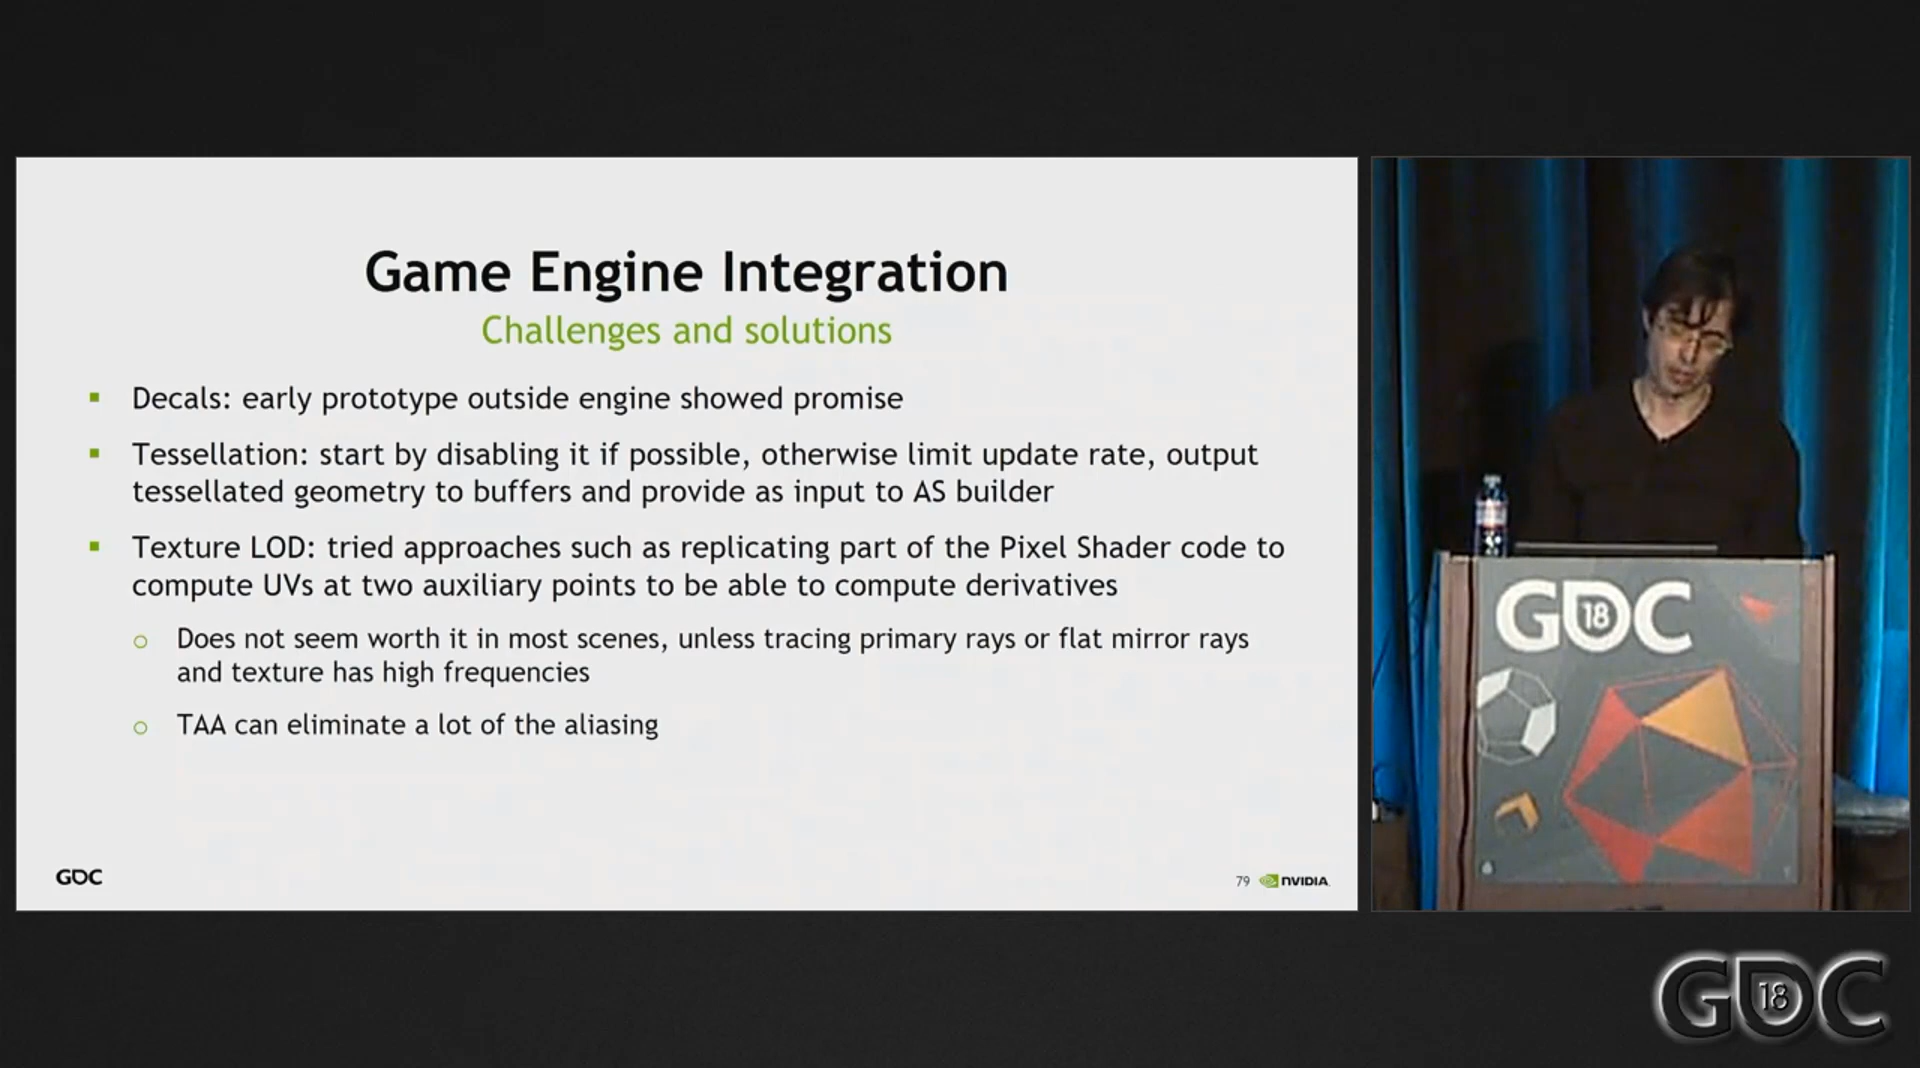 Game Engine Integration
Challenges and solutions
Decals: early prototype outside engine showed promise
Tessellation: start by disabling it if possible, otherwise limit update rate, output
tessellated geometry to buffers and provide as input to AS builder
Texture LOD: tried approaches such as replicating part of the Pixel Shader code to
compute UVs at two auxiliary points to be able to compute derivatives
Does not seem worth it in most scenes, unless tracing primary rays or flat mirror rays
and texture has high frequencies
TAA can eliminate a lot of the aliasing
GDC
79 NVIDIA.
GDC 18
GDC 18